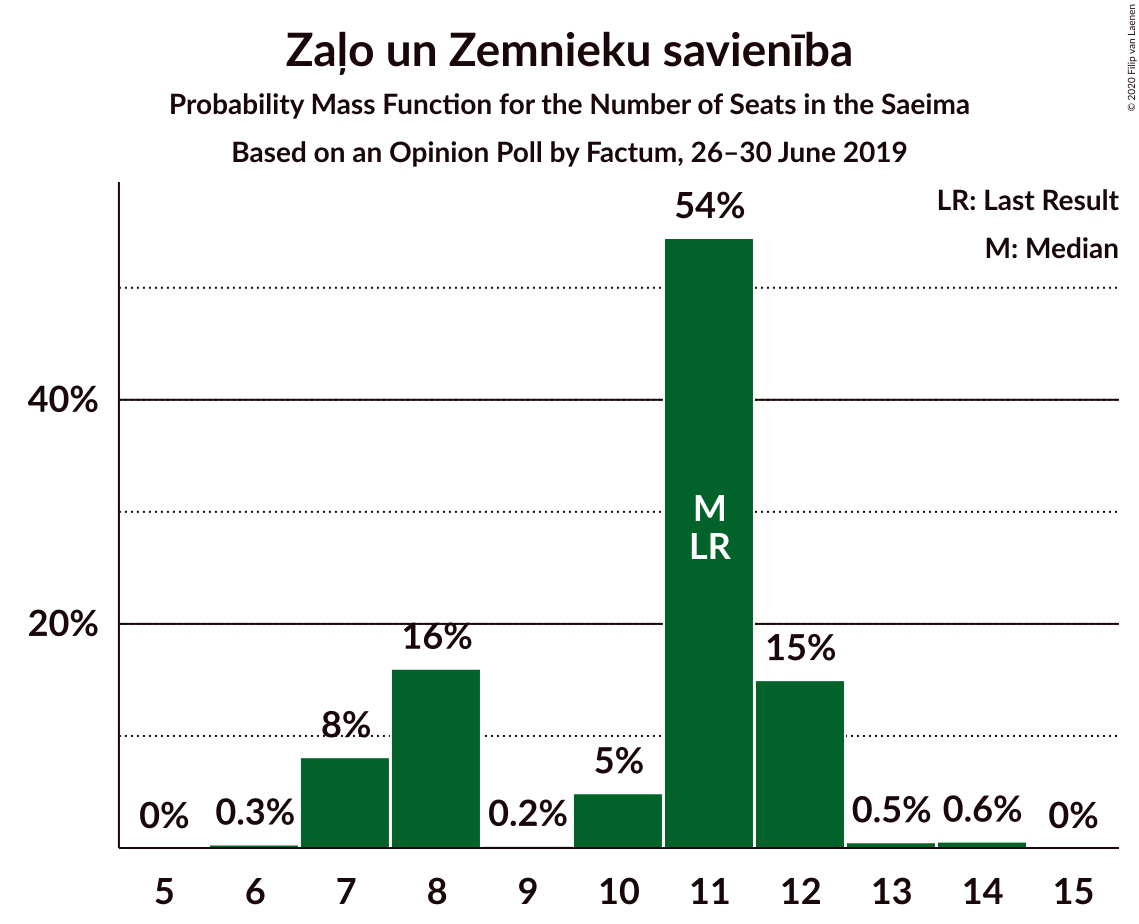 Zaļo un Zemnieku savienība
Probability Mass Function for the Number of Seats in the Saeima
Based on an Opinion Poll by Factum, 26–30 June 2019
© 2020 Filip van Laenen
LR: Last Result
M: Median
54%
40%
M
LR
20%
16%
15%
8%
5%
0%
0.3%
0.2%
0.5%
0.6%
0%
5 6 7 8 9 10 11 12 13 14 15